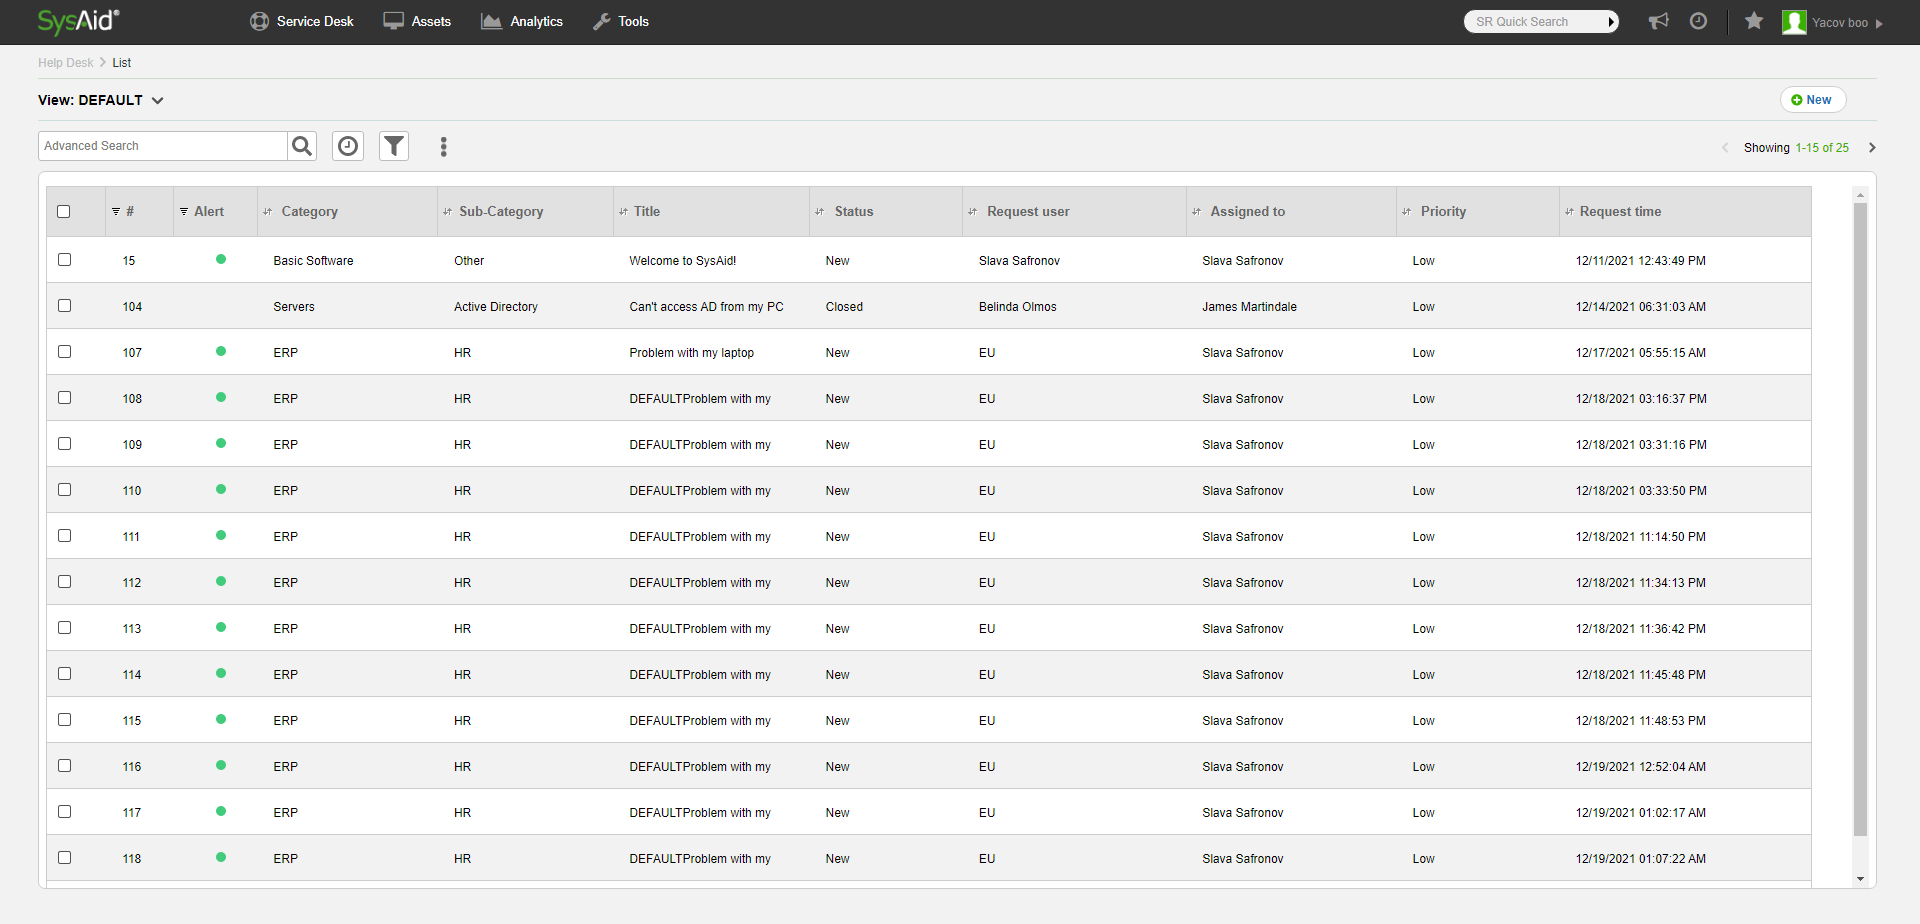 SysAid® Service Desk Assets Analytics Tools SR Quick Search Yacov boo
Help Desk List
View: DEFAULT New
Advanced Search Showing 1-15 of 25
# Alert Category Sub-Category Title Status Request user Assigned to Priority Request time
15 Basic Software Other Welcome to SysAid! New Slava Safronov Slava Safronov Low 12/11/2021 12:43:49 PM
104 Servers Active Directory Can't access AD from my PC Closed Belinda Olmos James Martindale Low 12/14/2021 06:31:03 AM
107 ERP HR Problem with my laptop New EU Slava Safronov Low 12/17/2021 05:55:15 AM
108 ERP HR DEFAULTProblem with my New EU Slava Safronov Low 12/18/2021 03:16:37 PM
109 ERP HR DEFAULTProblem with my New EU Slava Safronov Low 12/18/2021 03:31:16 PM
110 ERP HR DEFAULTProblem with my New EU Slava Safronov Low 12/18/2021 03:33:50 PM
111 ERP HR DEFAULTProblem with my New EU Slava Safronov Low 12/18/2021 11:14:50 PM
112 ERP HR DEFAULTProblem with my New EU Slava Safronov Low 12/18/2021 11:34:13 PM
113 ERP HR DEFAULTProblem with my New EU Slava Safronov Low 12/18/2021 11:36:42 PM
114 ERP HR DEFAULTProblem with my New EU Slava Safronov Low 12/18/2021 11:45:48 PM
115 ERP HR DEFAULTProblem with my New EU Slava Safronov Low 12/18/2021 11:48:53 PM
116 ERP HR DEFAULTProblem with my New EU Slava Safronov Low 12/19/2021 12:52:04 AM
117 ERP HR DEFAULTProblem with my New EU Slava Safronov Low 12/19/2021 01:02:17 AM
118 ERP HR DEFAULTProblem with my New EU Slava Safronov Low 12/19/2021 01:07:22 AM